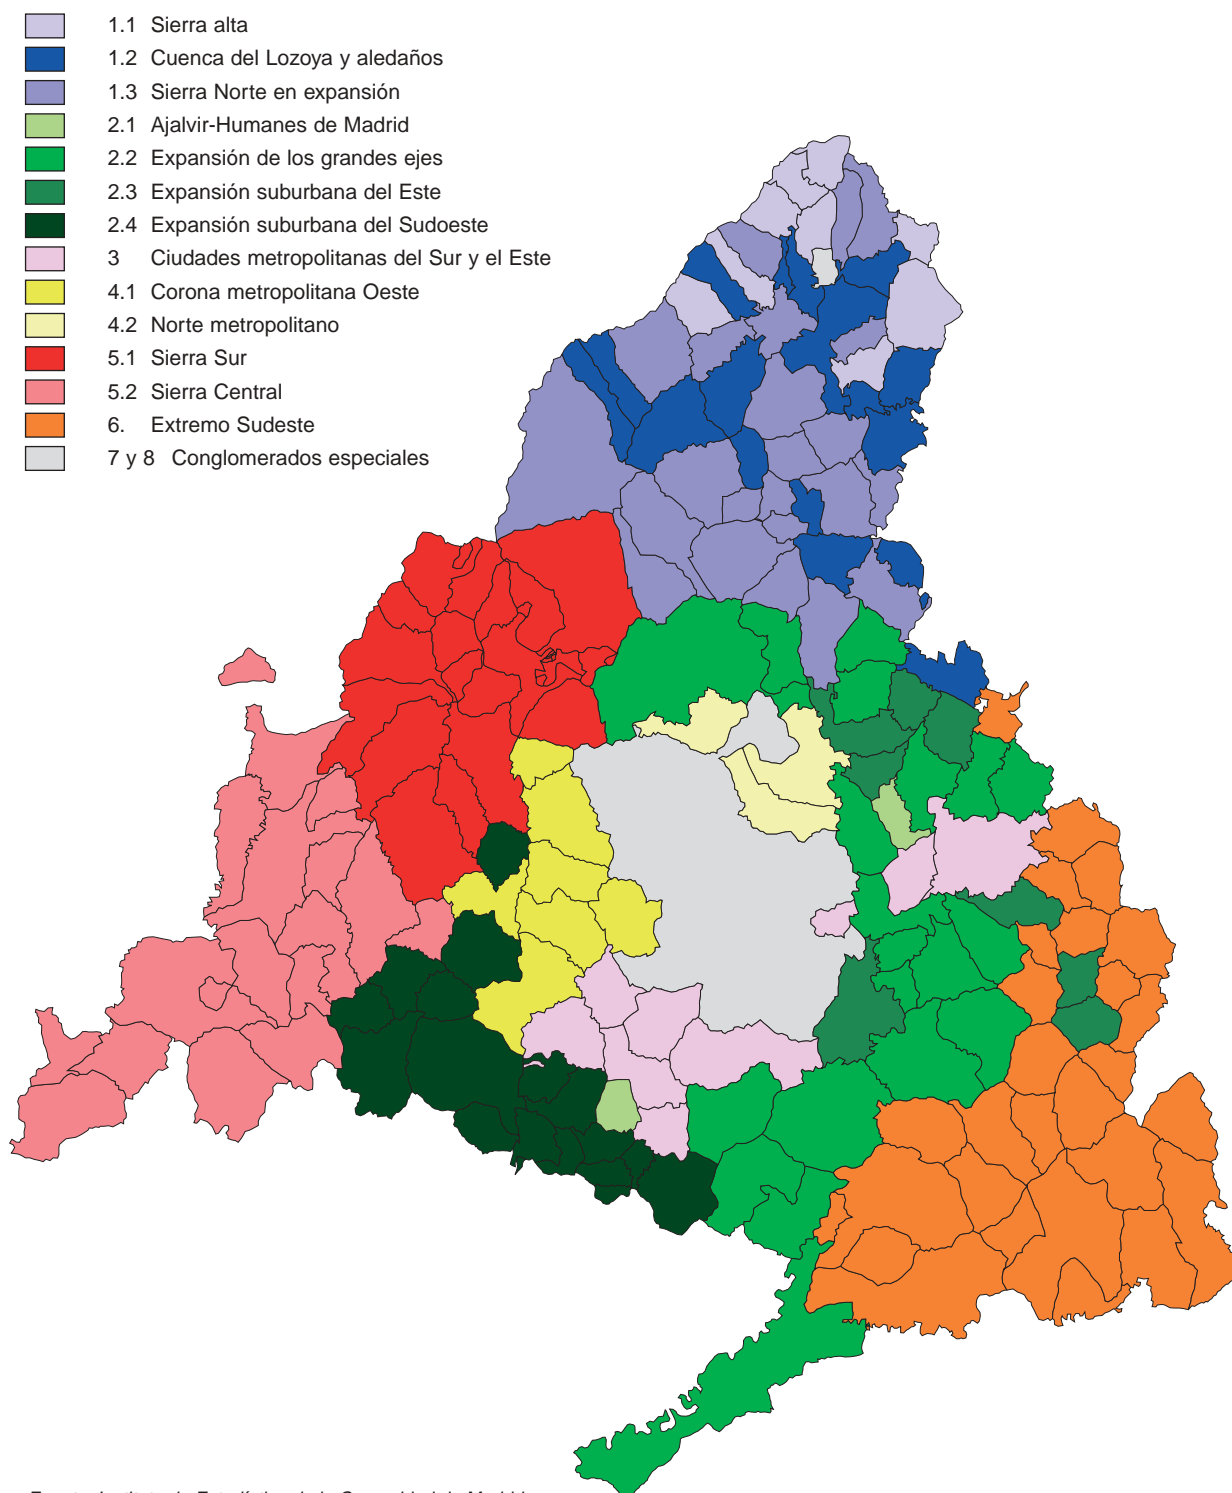 1.1 Sierra alta
1.2 Cuenca del Lozoya y aledaños
1.3 Sierra Norte en expansión
2.1 Ajalvir-Humanes de Madrid
2.2 Expansión de los grandes ejes
2.3 Expansión suburbana del Este
2.4 Expansión suburbana del Sudoeste
3 Ciudades metropolitanas del Sur y el Este
4.1 Corona metropolitana Oeste
4.2 Norte metropolitano
5.1 Sierra Sur
5.2 Sierra Central
6. Extremo Sudeste
7 y 8 Conglomerados especiales